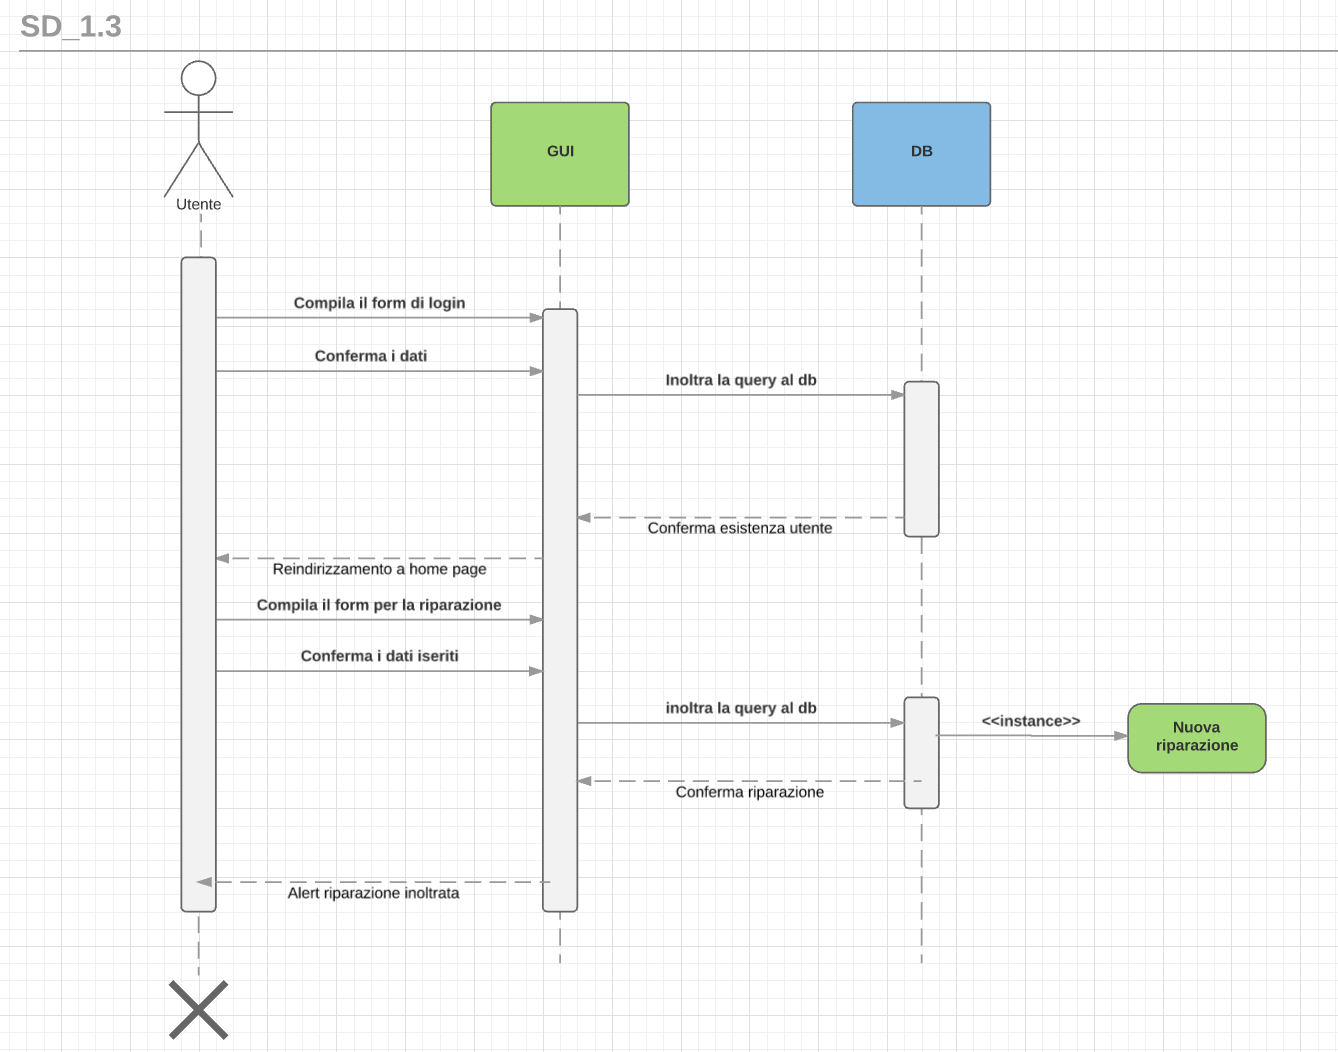 SD_1.3
Utente
GUI
DB
Compila il form di login
Conferma i dati
Inoltra la query al db
Conferma esistenza utente
Reindirizzamento a home page
Compila il form per la riparazione
Conferma i dati iseriti
inoltra la query al db
<<instance>>
Nuova
riparazione
Conferma riparazione
Alert riparazione inoltrata